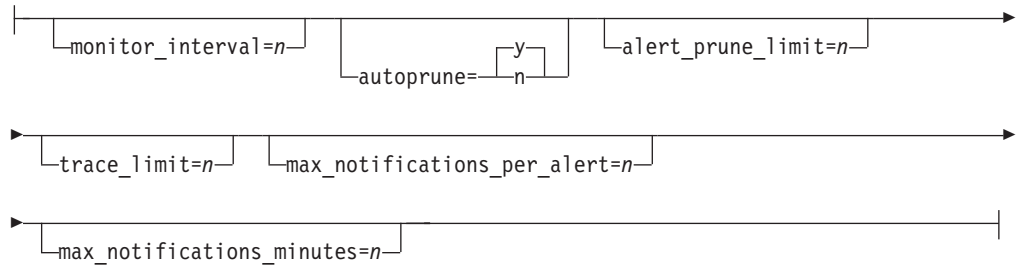 monitor_interval=n
autoprune=
y
n
alert_prune_limit=n
trace_limit=n
max_notifications_per_alert=n
max_notifications_minutes=n